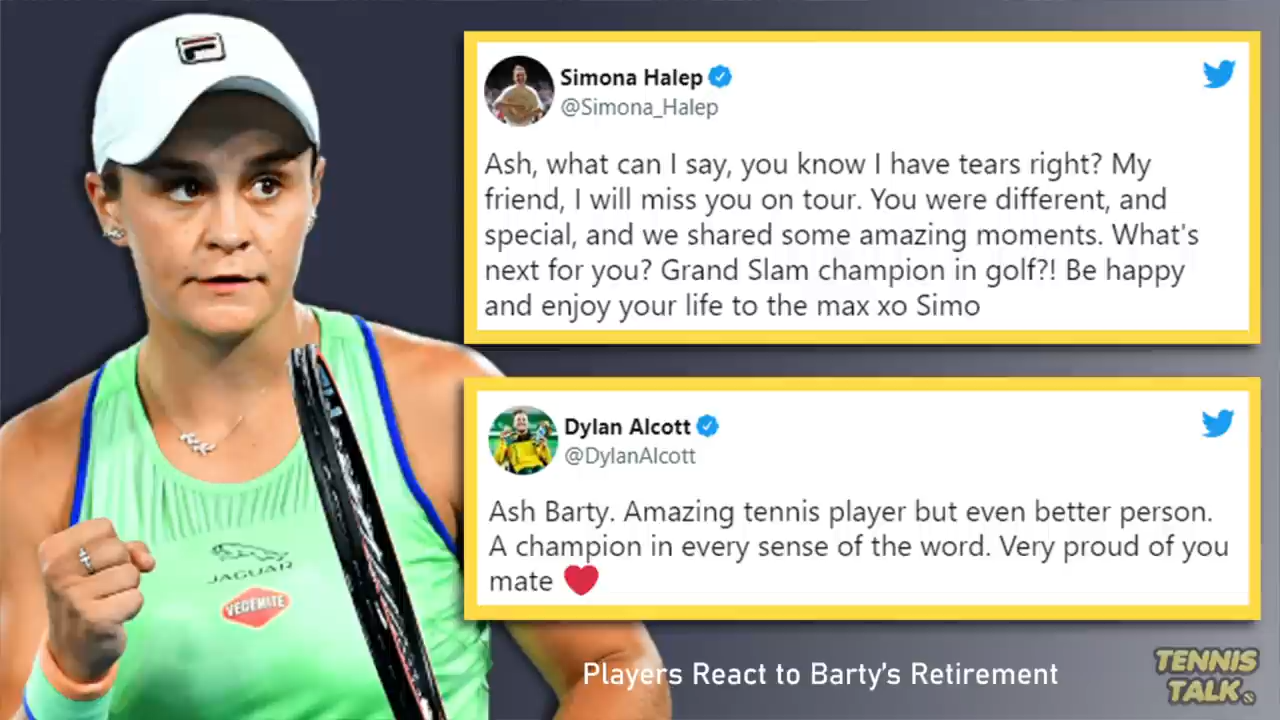 Simona Halep
@Simona_Halep
Ash, what can I say, you know I have tears right? My
friend, I will miss you on tour. You were different, and
special, and we shared some amazing moments. What's
next for you? Grand Slam champion in golf?! Be happy
and enjoy your life to the max xo Simo
Dylan Alcott
@DylanAlcott
Ash Barty. Amazing tennis player but even better person.
A champion in every sense of the word. Very proud of you
mate ❤
JAGUAR
VEGEMITE
Players React to Barty's Retirement
TENNIS
TALK